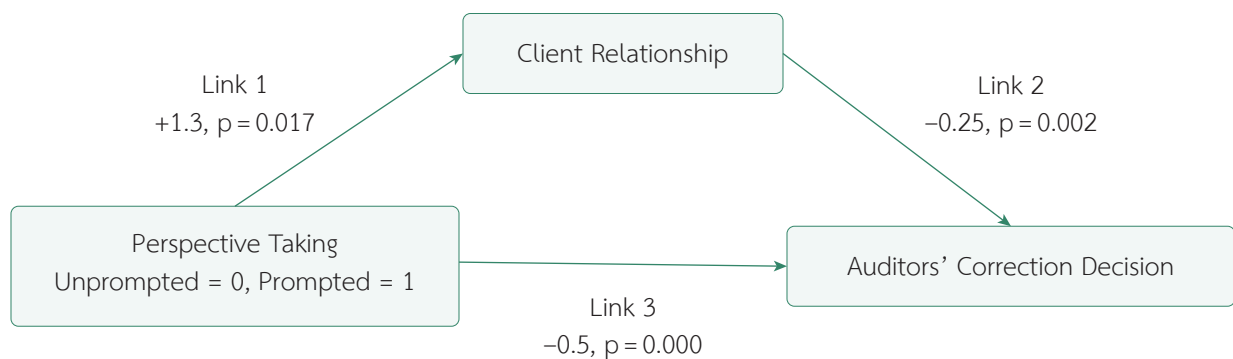 Client Relationship
Link 1
+1.3, p = 0.017
Link 2
–0.25, p = 0.002
Perspective Taking
Unprompted = 0, Prompted = 1
Auditors’ Correction Decision
Link 3
–0.5, p = 0.000